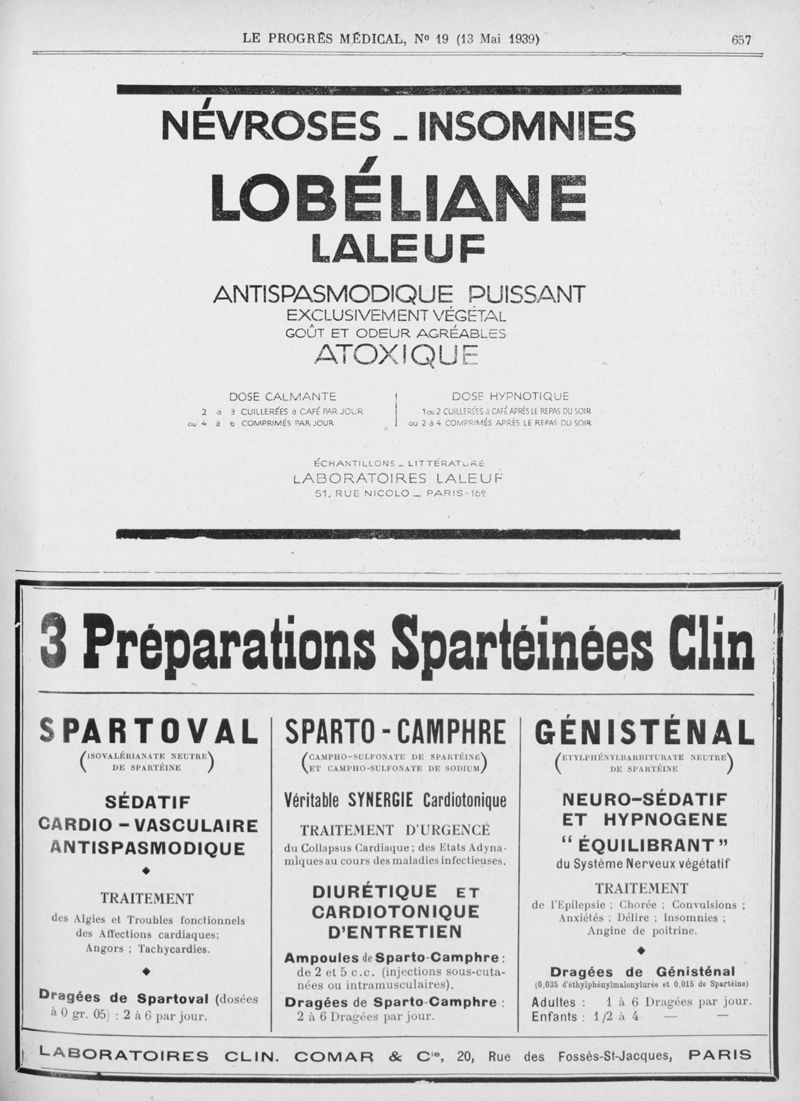 LE PROGRÈS MÉDICAL, Nº 19 (13 Mai 1939)
657
NÉVROSES - INSOMNIES
LOBÉLIANE
LALEUF
ANTISPASMODIQUE PUISSANT
EXCLUSIVEMENT VÉGÉTAL
GOÛT ET ODEUR AGRÉABLES
ATOXIQUE
DOSE CALMANTE
2 à 3 CUILLERÉES à CAFÉ PAR JOUR
ou 4 à 6 COMPRIMÉS PAR JOUR
DOSE HYPNOTIQUE
1 ou 2 CUILLERÉES à CAFÉ APRÈS LE REPAS DU SOIR
ou 2 à 4 COMPRIMÉS APRÈS LE REPAS DU SOIR
ÉCHANTILLONS - LITTÉRATURE
LABORATOIRES LALEUF
51, RUE NICOLO - PARIS-16º
3 Préparations Spartéinées Clin
SPARTOVAL
(ISOVALÉRIANATE NEUTRE
DE SPARTÉINE)
SÉDATIF
CARDIO-VASCULAIRE
ANTISPASMODIQUE
TRAITEMENT
des Algies et Troubles fonctionnels
des Affections cardiaques;
Angors ; Tachycardies.
Dragées de Spartoval (dosées
à 0 gr. 05) : 2 à 6 par jour.
SPARTO-CAMPHRE
(CAMPHO-SULFONATE DE SPARTÉINE
ET CAMPHO-SULFONATE DE SODIUM)
Véritable SYNERGIE Cardiotonique
TRAITEMENT D'URGENCE
du Collapsus Cardiaque ; des Etats Adyna-
miques au cours des maladies infectieuses.
DIURÉTIQUE ET
CARDIOTONIQUE
D'ENTRETIEN
Ampoules de Sparto-Camphre :
de 2 et 5 c.c. (injections sous-cuta-
nées ou intramusculaires).
Dragées de Sparto-Camphre :
2 à 6 Dragées par jour.
GÉNISTÉNAL
(ETYLPHÉNYLBARBITURATE NEUTRE
DE SPARTÉINE)
NEURO-SÉDATIF
ET HYPNOGENE
"ÉQUILIBRANT"
du Système Nerveux végétatif
TRAITEMENT
de l'Epilepsie ; Chorée ; Convulsions ;
Anxiétés ; Délire ; Insomnies ;
Angine de poitrine.
Dragées de Génisténal
(0,035 d'éthylphénylmalonylurée et 0,015 de Spartéine)
Adultes : 1 à 6 Dragées par jour.
Enfants : 1/2 à 4 — —
LABORATOIRES CLIN. COMAR & Cie, 20, Rue des Fossés-St-Jacques, PARIS